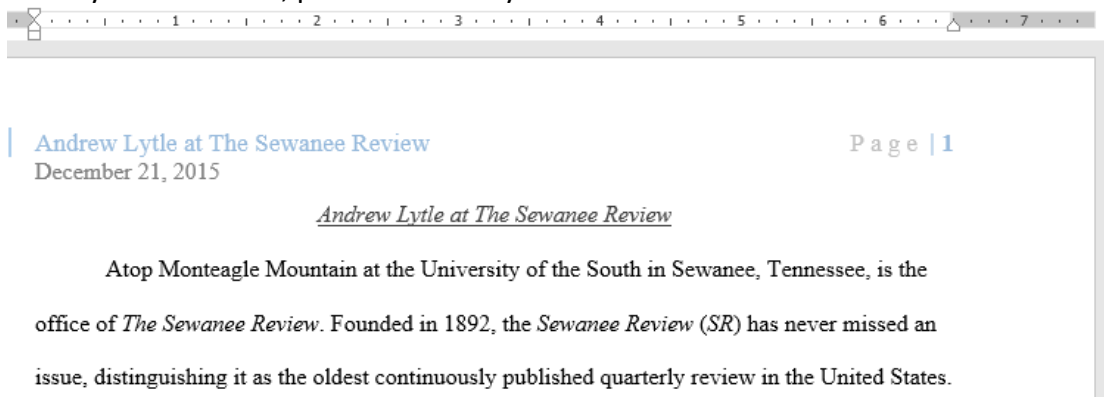 1 2 3 4 5 6 7
Andrew Lytle at The Sewanee Review Page | 1
December 21, 2015
Andrew Lytle at The Sewanee Review
Atop Monteagle Mountain at the University of the South in Sewanee, Tennessee, is the
office of The Sewanee Review. Founded in 1892, the Sewanee Review (SR) has never missed an
issue, distinguishing it as the oldest continuously published quarterly review in the United States.